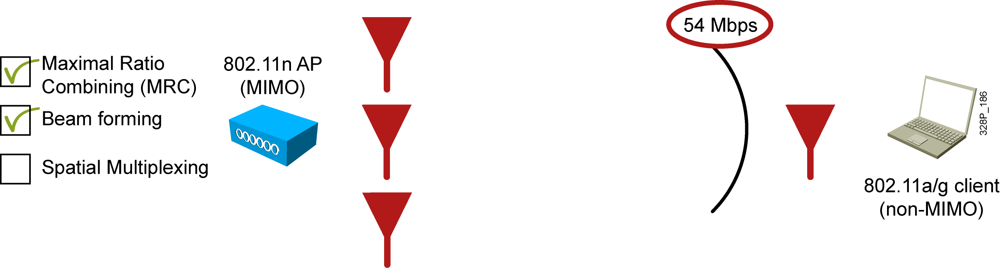 Maximal Ratio
Combining (MRC)
Beam forming
Spatial Multiplexing
802.11n AP
(MIMO)
54 Mbps
802.11a/g client
(non-MIMO)
328P_186